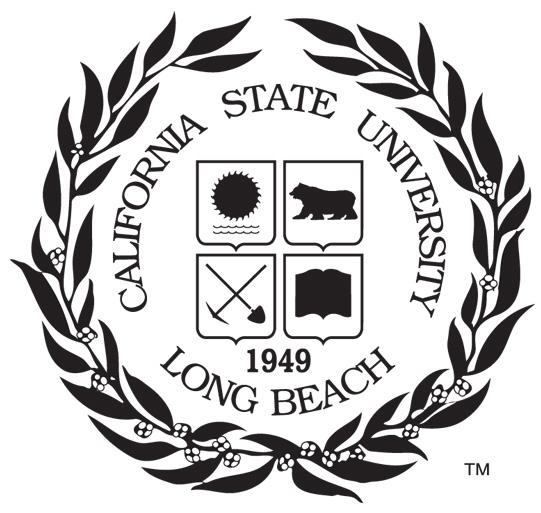 CALIFORNIA STATE UNIVERSITY
1949
LONG BEACH
TM